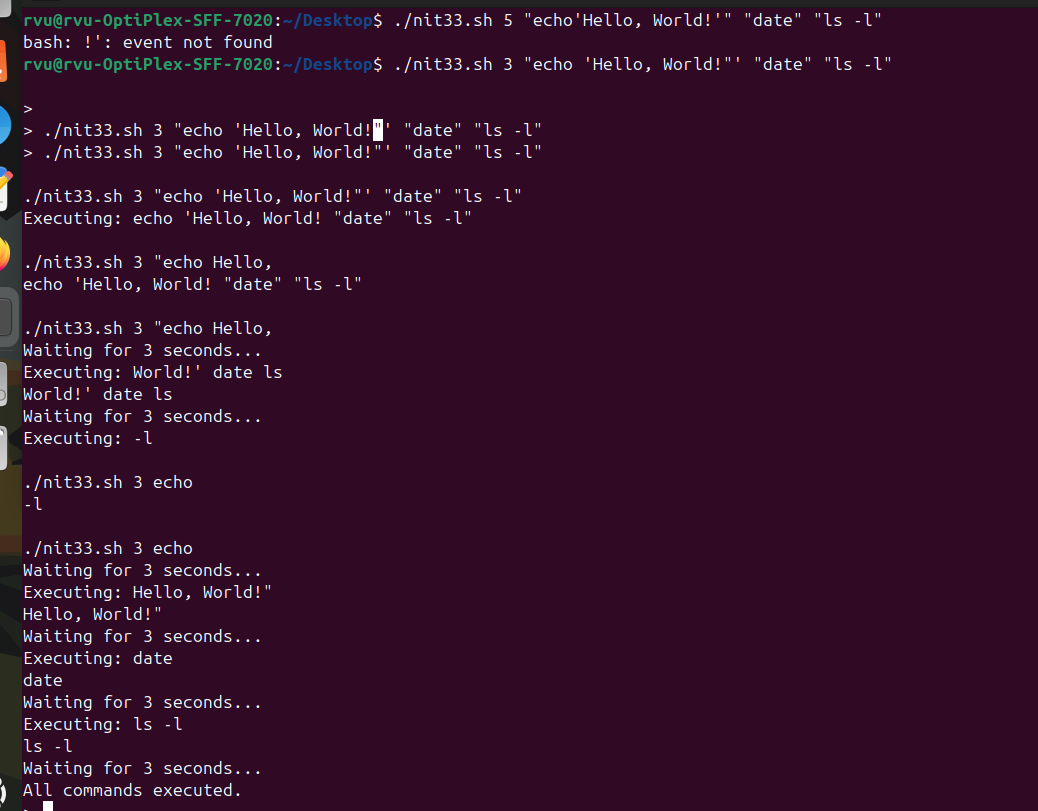 rvu@rvu-OptiPlex-SFF-7020:~/Desktop$ ./nit33.sh 5 "echo'Hello, World!'" "date" "ls -l"
bash: !': event not found
rvu@rvu-OptiPlex-SFF-7020:~/Desktop$ ./nit33.sh 3 "echo 'Hello, World!"' "date" "ls -l"
>
> ./nit33.sh 3 "echo 'Hello, World!"' "date" "ls -l"
> ./nit33.sh 3 "echo 'Hello, World!"' "date" "ls -l"
./nit33.sh 3 "echo 'Hello, World!"' "date" "ls -l"
Executing: echo 'Hello, World! "date" "ls -l"
./nit33.sh 3 "echo Hello,
echo 'Hello, World! "date" "ls -l"
./nit33.sh 3 "echo Hello,
Waiting for 3 seconds...
Executing: World!' date ls
World!' date ls
Waiting for 3 seconds...
Executing: -l
./nit33.sh 3 echo
-l
./nit33.sh 3 echo
Waiting for 3 seconds...
Executing: Hello, World!"
Hello, World!"
Waiting for 3 seconds...
Executing: date
date
Waiting for 3 seconds...
Executing: ls -l
ls -l
Waiting for 3 seconds...
All commands executed.